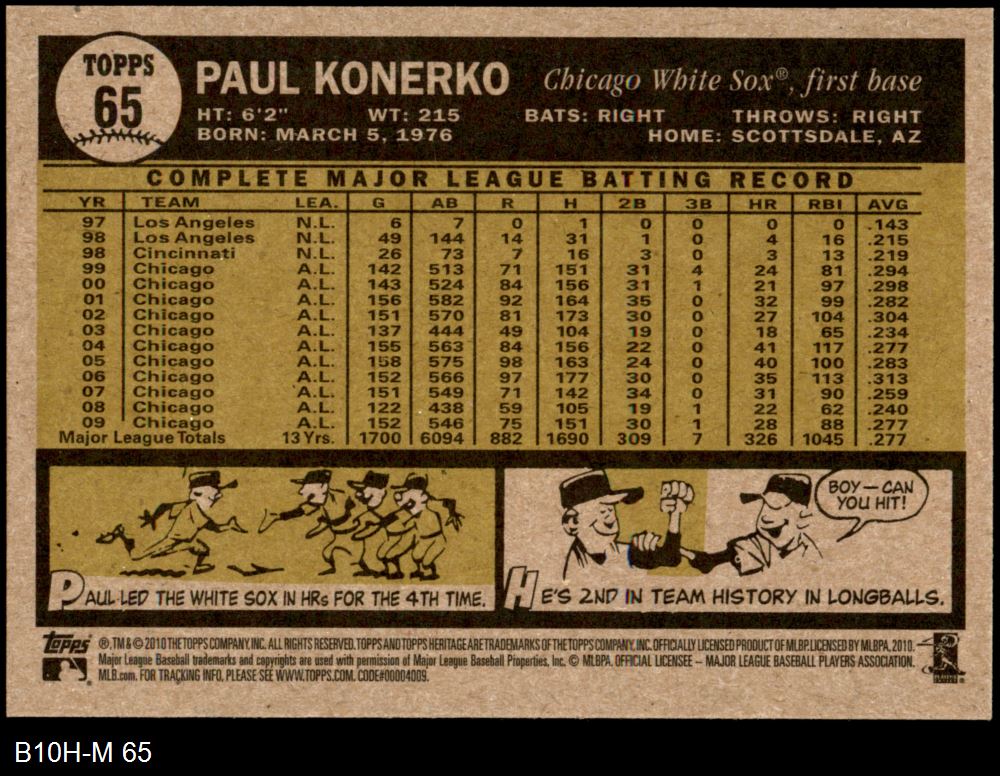 TOPPS
65
PAUL KONERKO Chicago White Sox®, first base
HT: 6'2" WT: 215 BATS: RIGHT THROWS: RIGHT
BORN: MARCH 5, 1976 HOME: SCOTTSDALE, AZ
COMPLETE MAJOR LEAGUE BATTING RECORD
YR TEAM LEA. G AB R H 2B 3B HR RBI AVG
97 Los Angeles N.L. 6 7 0 1 0 0 0 0 .143
98 Los Angeles N.L. 49 144 14 31 1 0 4 16 .215
98 Cincinnati N.L. 26 73 7 16 3 0 3 13 .219
99 Chicago A.L. 142 513 71 151 31 4 24 81 .294
00 Chicago A.L. 143 524 84 156 31 1 21 97 .298
01 Chicago A.L. 156 582 92 164 35 0 32 99 .282
02 Chicago A.L. 151 570 81 173 30 0 27 104 .304
03 Chicago A.L. 137 444 49 104 19 0 18 65 .234
04 Chicago A.L. 155 563 84 156 22 0 41 117 .277
05 Chicago A.L. 158 575 98 163 24 0 40 100 .283
06 Chicago A.L. 152 566 97 177 30 0 35 113 .313
07 Chicago A.L. 151 549 71 142 34 0 31 90 .259
08 Chicago A.L. 122 438 59 105 19 1 22 62 .240
09 Chicago A.L. 152 546 75 151 30 1 28 88 .277
Major League Totals 13 Yrs. 1700 6094 882 1690 309 7 326 1045 .277
BOY—CAN
YOU HIT!
PAUL LED THE WHITE SOX IN HRs FOR THE 4TH TIME.
HE'S 2ND IN TEAM HISTORY IN LONGBALLS.
topps ®, TM & © 2010 THE TOPPS COMPANY, INC. ALL RIGHTS RESERVED. TOPPS AND TOPPS HERITAGE ARE TRADEMARKS OF THE TOPPS COMPANY, INC. OFFICIALLY LICENSED PRODUCT OF MLBP. LICENSED BY MLBPA, 2010.
Major League Baseball trademarks and copyrights are used with permission of Major League Baseball Properties, Inc. © MLBPA. OFFICIAL LICENSEE – MAJOR LEAGUE BASEBALL PLAYERS ASSOCIATION.
MLB.com. FOR TRACKING INFO, PLEASE SEE WWW.TOPPS.COM. CODE#00004009.
B10H-M 65